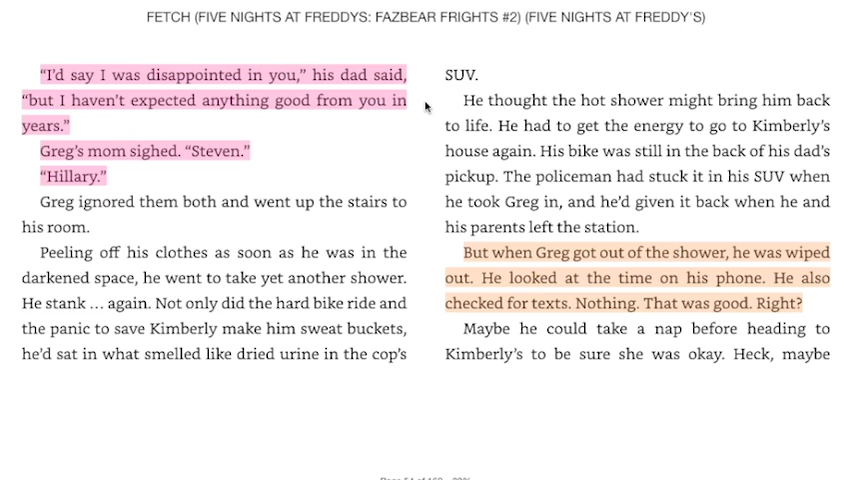 FETCH (FIVE NIGHTS AT FREDDYS: FAZBEAR FRIGHTS #2) (FIVE NIGHTS AT FREDDY'S)
“I'd say I was disappointed in you,” his dad said,
“but I haven't expected anything good from you in
years.”
Greg's mom sighed. “Steven.”
“Hillary.”
Greg ignored them both and went up the stairs to
his room.
Peeling off his clothes as soon as he was in the
darkened space, he went to take yet another shower.
He stank … again. Not only did the hard bike ride and
the panic to save Kimberly make him sweat buckets,
he'd sat in what smelled like dried urine in the cop's
SUV.
He thought the hot shower might bring him back
to life. He had to get the energy to go to Kimberly's
house again. His bike was still in the back of his dad's
pickup. The policeman had stuck it in his SUV when
he took Greg in, and he'd given it back when he and
his parents left the station.
But when Greg got out of the shower, he was wiped
out. He looked at the time on his phone. He also
checked for texts. Nothing. That was good. Right?
Maybe he could take a nap before heading to
Kimberly's to be sure she was okay. Heck, maybe